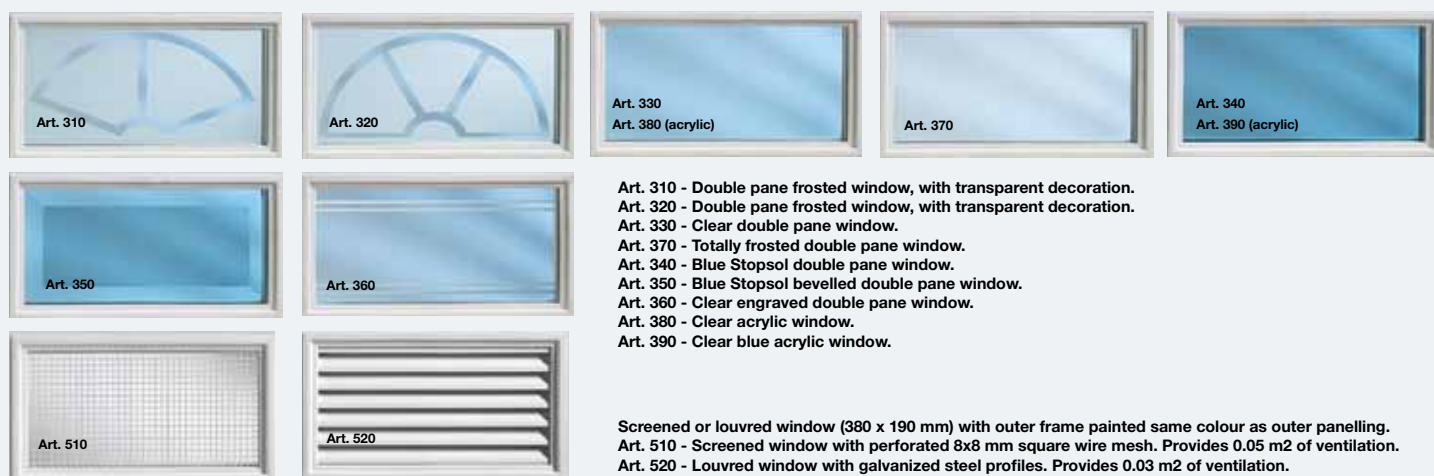 Art. 310
Art. 320
Art. 330
Art. 380 (acrylic)
Art. 370
Art. 340
Art. 390 (acrylic)
Art. 350
Art. 360
Art. 510
Art. 520
Art. 310 - Double pane frosted window, with transparent decoration.
Art. 320 - Double pane frosted window, with transparent decoration.
Art. 330 - Clear double pane window.
Art. 370 - Totally frosted double pane window.
Art. 340 - Blue Stopsol double pane window.
Art. 350 - Blue Stopsol bevelled double pane window.
Art. 360 - Clear engraved double pane window.
Art. 380 - Clear acrylic window.
Art. 390 - Clear blue acrylic window.
Screened or louvred window (380 x 190 mm) with outer frame painted same colour as outer panelling.
Art. 510 - Screened window with perforated 8x8 mm square wire mesh. Provides 0.05 m2 of ventilation.
Art. 520 - Louvred window with galvanized steel profiles. Provides 0.03 m2 of ventilation.